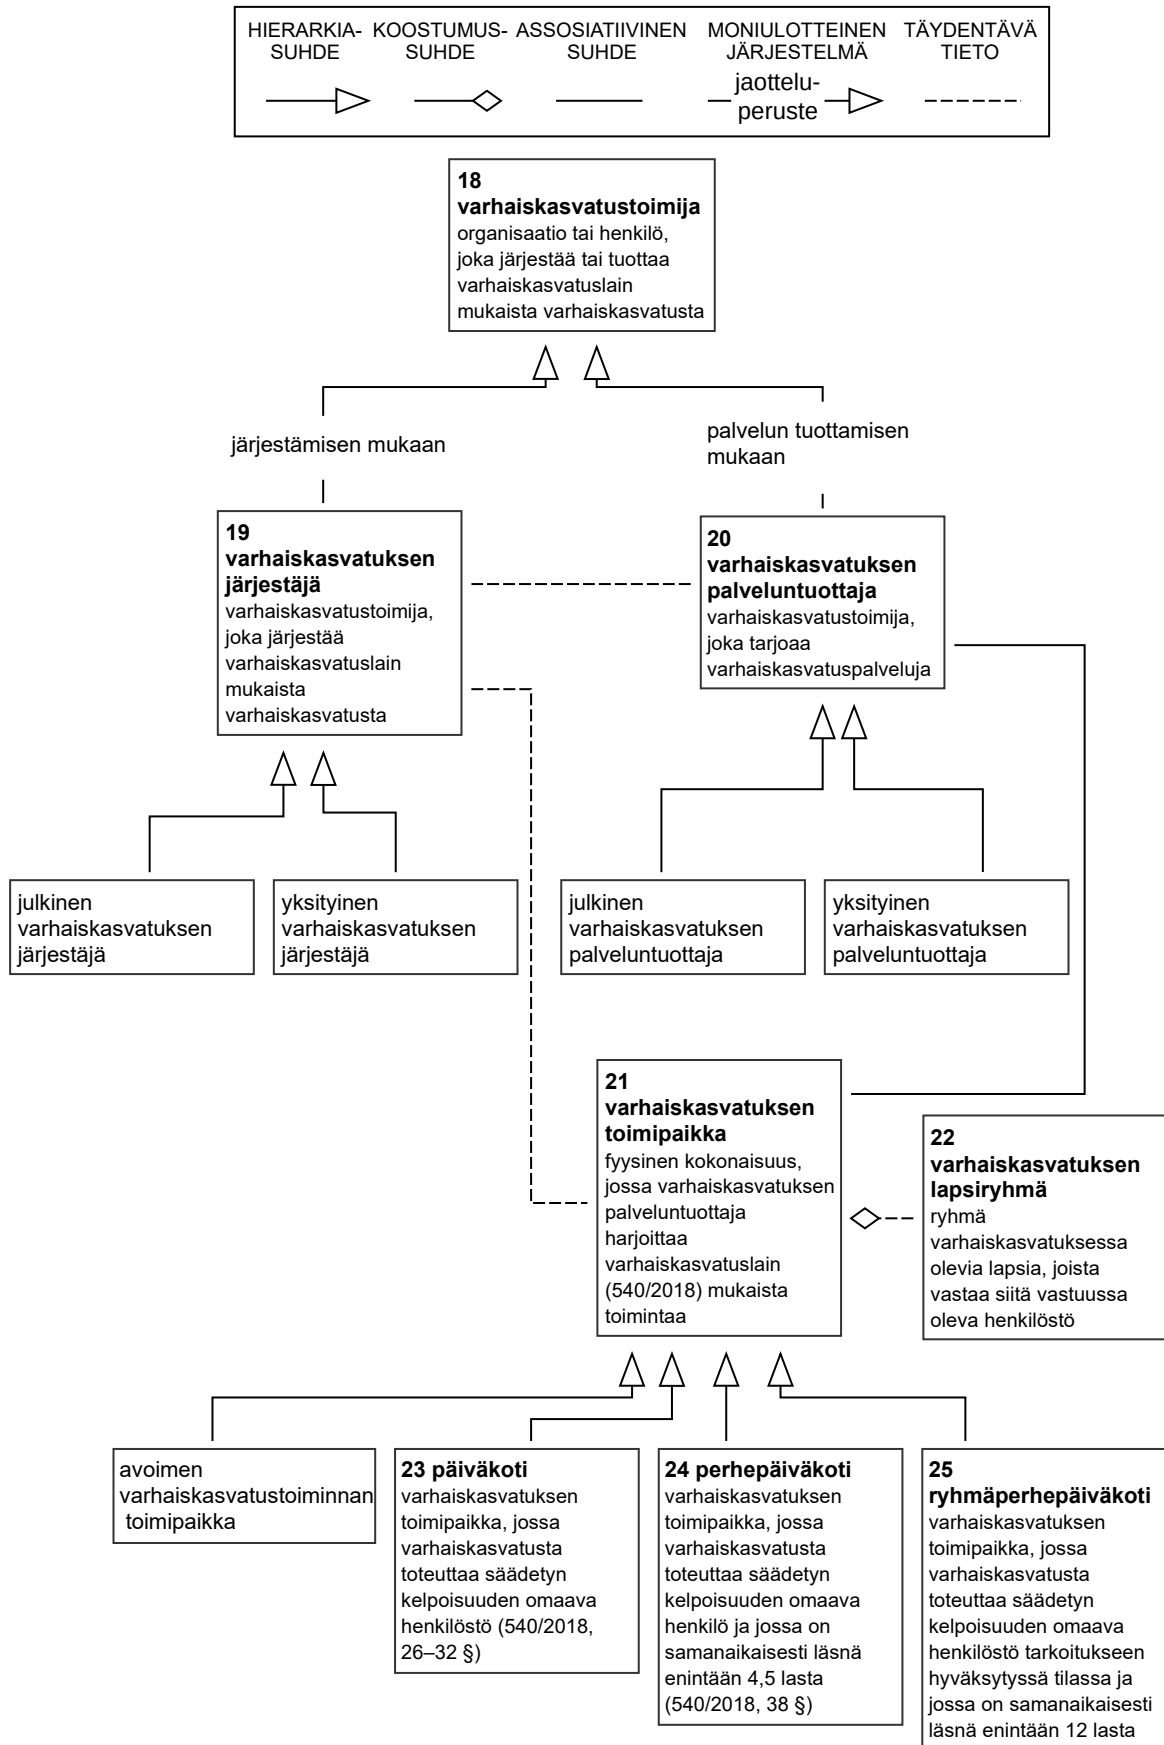 HIERARKIA-
SUHDE
KOOSTUMUS-
SUHDE
ASSOSIATIIVINEN
SUHDE
MONIULOTTEINEN
JÄRJESTELMÄ
jaottelu-
peruste
TÄYDENTÄVÄ
TIETO
18
varhaiskasvatustoimija
organisaatio tai henkilö,
joka järjestää tai tuottaa
varhaiskasvatuslain
mukaista varhaiskasvatusta
järjestämisen mukaan
palvelun tuottamisen
mukaan
19
varhaiskasvatuksen
järjestäjä
varhaiskasvatustoimija,
joka järjestää
varhaiskasvatuslain
mukaista
varhaiskasvatusta
20
varhaiskasvatuksen
palveluntuottaja
varhaiskasvatustoimija,
joka tarjoaa
varhaiskasvatuspalveluja
julkinen
varhaiskasvatuksen
järjestäjä
yksityinen
varhaiskasvatuksen
järjestäjä
julkinen
varhaiskasvatuksen
palveluntuottaja
yksityinen
varhaiskasvatuksen
palveluntuottaja
21
varhaiskasvatuksen
toimipaikka
fyysinen kokonaisuus,
jossa varhaiskasvatuksen
palveluntuottaja
harjoittaa
varhaiskasvatuslain
(540/2018) mukaista
toimintaa
22
varhaiskasvatuksen
lapsiryhmä
ryhmä
varhaiskasvatuksessa
olevia lapsia, joista
vastaa siitä vastuussa
oleva henkilöstö
avoimen
varhaiskasvatustoiminnan
toimipaikka
23 päiväkoti
varhaiskasvatuksen
toimipaikka, jossa
varhaiskasvatusta
toteuttaa säädetyn
kelpoisuuden omaava
henkilöstö (540/2018,
26–32 §)
24 perhepäiväkoti
varhaiskasvatuksen
toimipaikka, jossa
varhaiskasvatusta
toteuttaa säädetyn
kelpoisuuden omaava
henkilö ja jossa on
samanaikaisesti läsnä
enintään 4,5 lasta
(540/2018, 38 §)
25
ryhmäperhepäiväkoti
varhaiskasvatuksen
toimipaikka, jossa
varhaiskasvatusta
toteuttaa säädetyn
kelpoisuuden omaava
henkilöstö tarkoitukseen
hyväksytyssä tilassa ja
jossa on samanaikaisesti
läsnä enintään 12 lasta